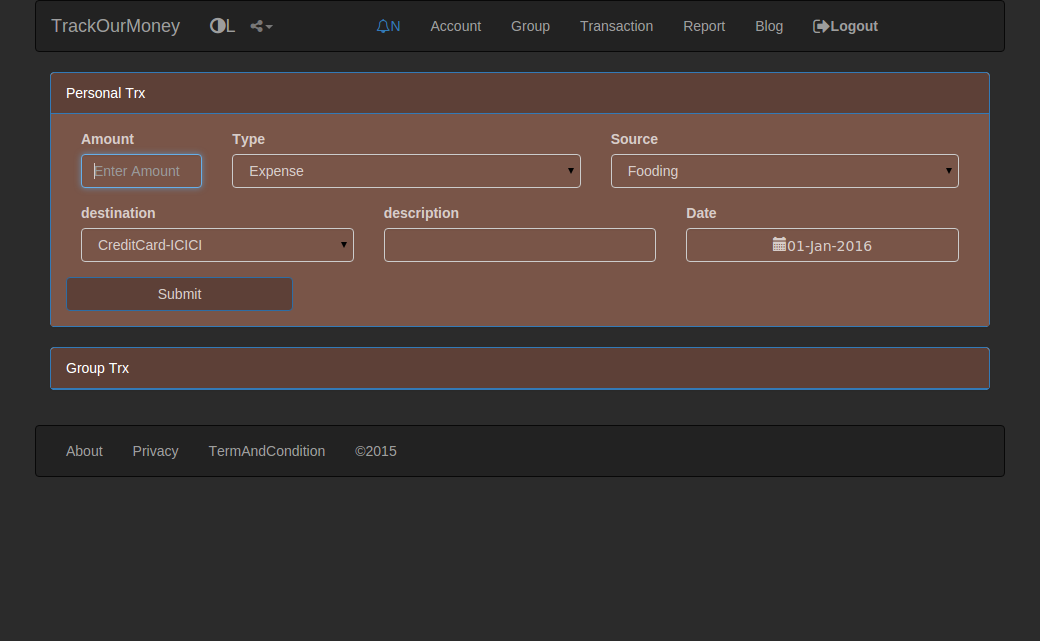 TrackOurMoney L N Account Group Transaction Report Blog Logout
Personal Trx
Amount Type Source
Enter Amount Expense Fooding
destination description Date
CreditCard-ICICI 01-Jan-2016
Submit
Group Trx
About Privacy TermAndCondition ©2015